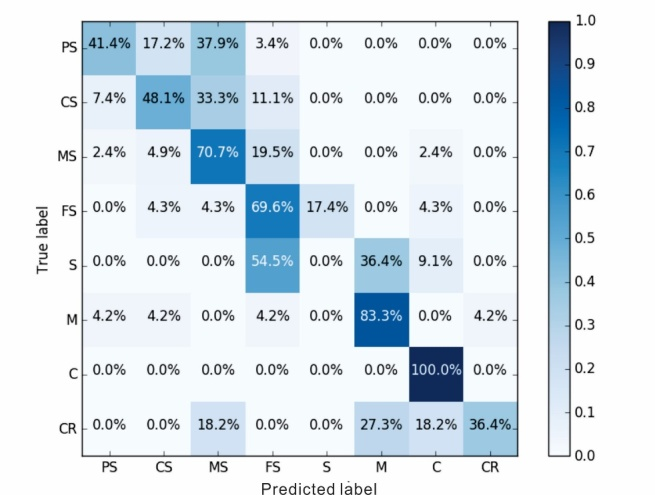 PS 41.4% 17.2% 37.9% 3.4% 0.0% 0.0% 0.0% 0.0%
CS 7.4% 48.1% 33.3% 11.1% 0.0% 0.0% 0.0% 0.0%
MS 2.4% 4.9% 70.7% 19.5% 0.0% 0.0% 2.4% 0.0%
FS 0.0% 4.3% 4.3% 69.6% 17.4% 0.0% 4.3% 0.0%
S 0.0% 0.0% 0.0% 54.5% 0.0% 36.4% 9.1% 0.0%
M 4.2% 4.2% 0.0% 4.2% 0.0% 83.3% 0.0% 4.2%
C 0.0% 0.0% 0.0% 0.0% 0.0% 0.0% 100.0% 0.0%
CR 0.0% 0.0% 18.2% 0.0% 0.0% 27.3% 18.2% 36.4%
PS CS MS FS S M C CR
Predicted label
True label
1.0
0.9
0.8
0.7
0.6
0.5
0.4
0.3
0.2
0.1
0.0